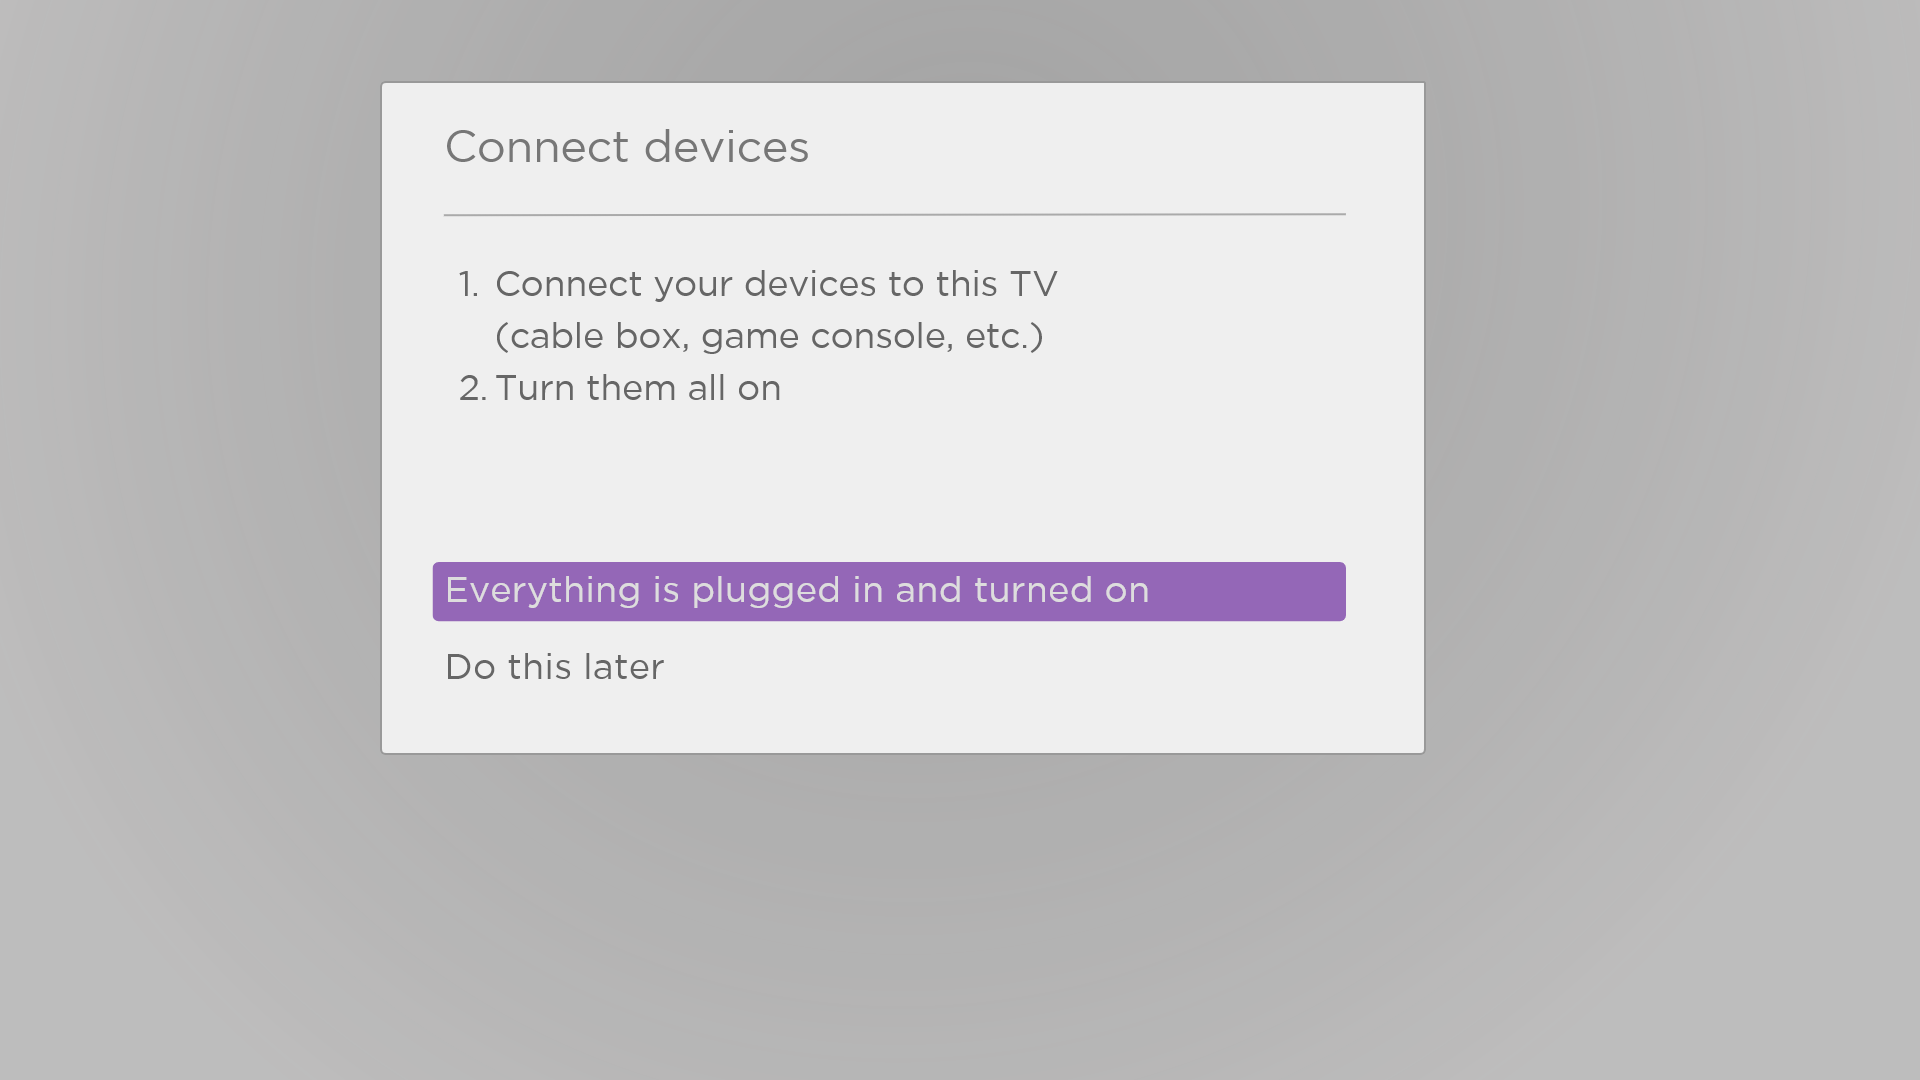 Connect devices
1. Connect your devices to this TV
(cable box, game console, etc.)
2. Turn them all on
Everything is plugged in and turned on
Do this later